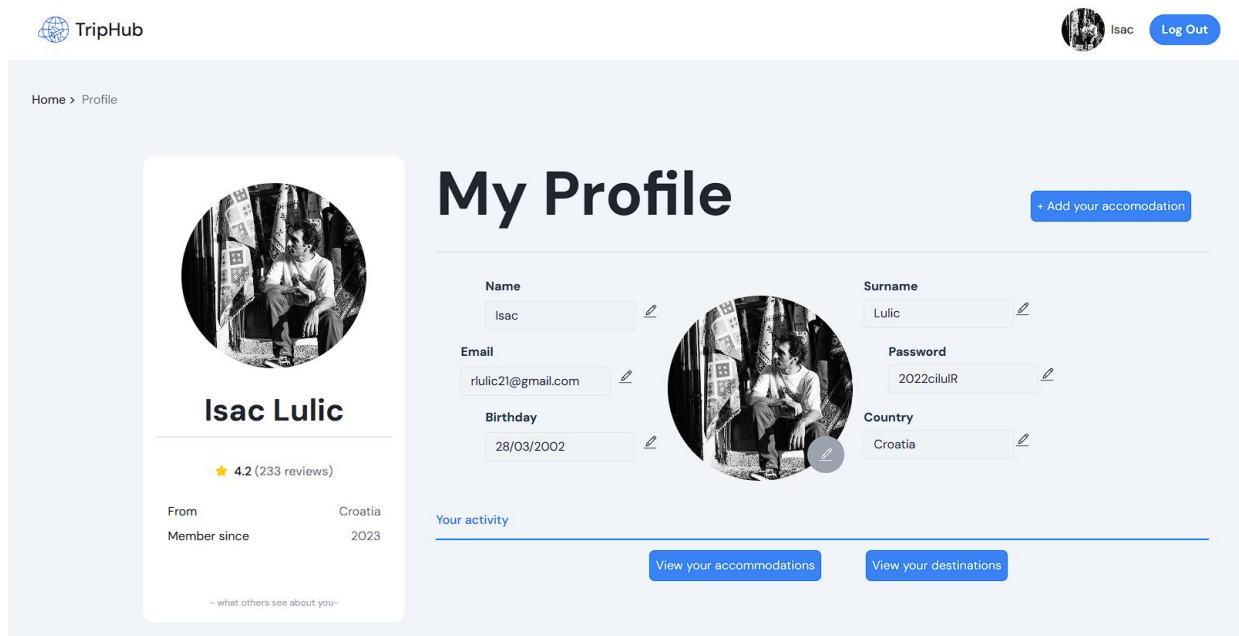 TripHub
Isac
Log Out
Home > Profile
Isac Lulic
4.2 (233 reviews)
From Croatia
Member since 2023
- what others see about you-
My Profile
+ Add your accomodation
Name
Isac
Surname
Lulic
Email
rlulic21@gmail.com
Password
2022cilulR
Birthday
28/03/2002
Country
Croatia
Your activity
View your accommodations
View your destinations